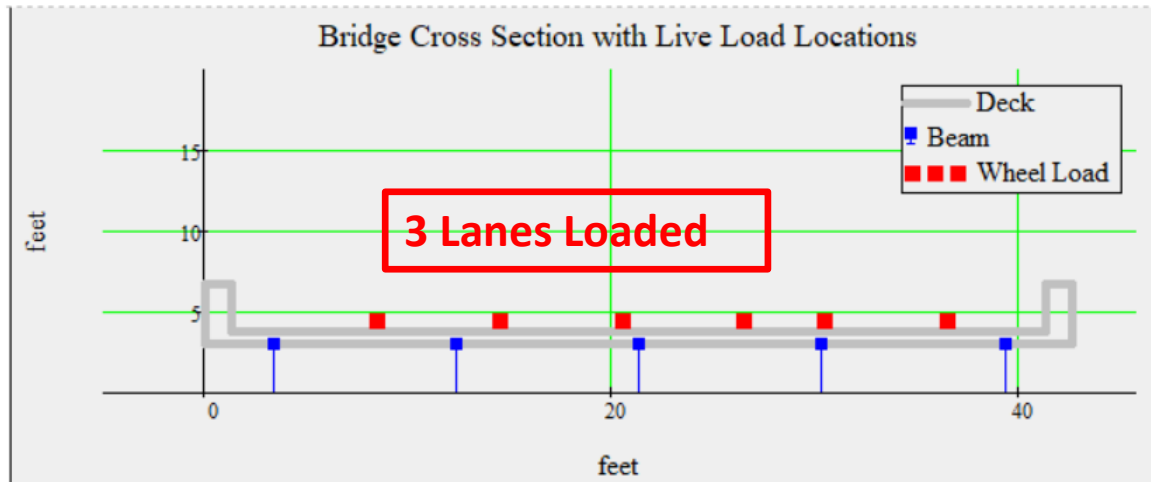 Bridge Cross Section with Live Load Locations
Deck
Beam
Wheel Load
15
10
5
feet
3 Lanes Loaded
0
20
40
feet